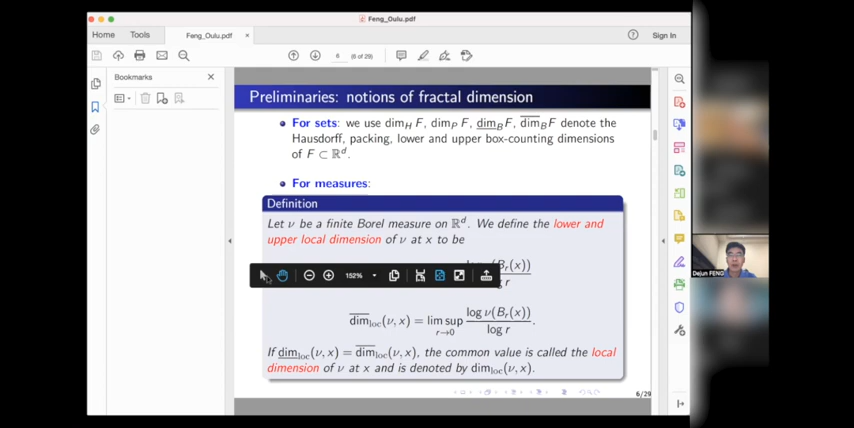 Feng_Oulu.pdf
Home Tools Feng_Oulu.pdf × Sign In
6 (6 of 29)
Bookmarks
Preliminaries: notions of fractal dimension
For sets: we use dim_H F, dim_P F, \underline{dim}_B F, \overline{dim}_B F denote the
Hausdorff, packing, lower and upper box-counting dimensions
of F ⊂ ℝ^d.
For measures:
Definition
Let ν be a finite Borel measure on ℝ^d. We define the lower and
upper local dimension of ν at x to be
(B_r(x))
g r
152%
\overline{dim}_loc(ν, x) = lim sup_{r→0} log ν(B_r(x)) / log r.
If \underline{dim}_loc(ν, x) = \overline{dim}_loc(ν, x), the common value is called the local
dimension of ν at x and is denoted by dim_loc(ν, x).
6/29
Dejun FENG